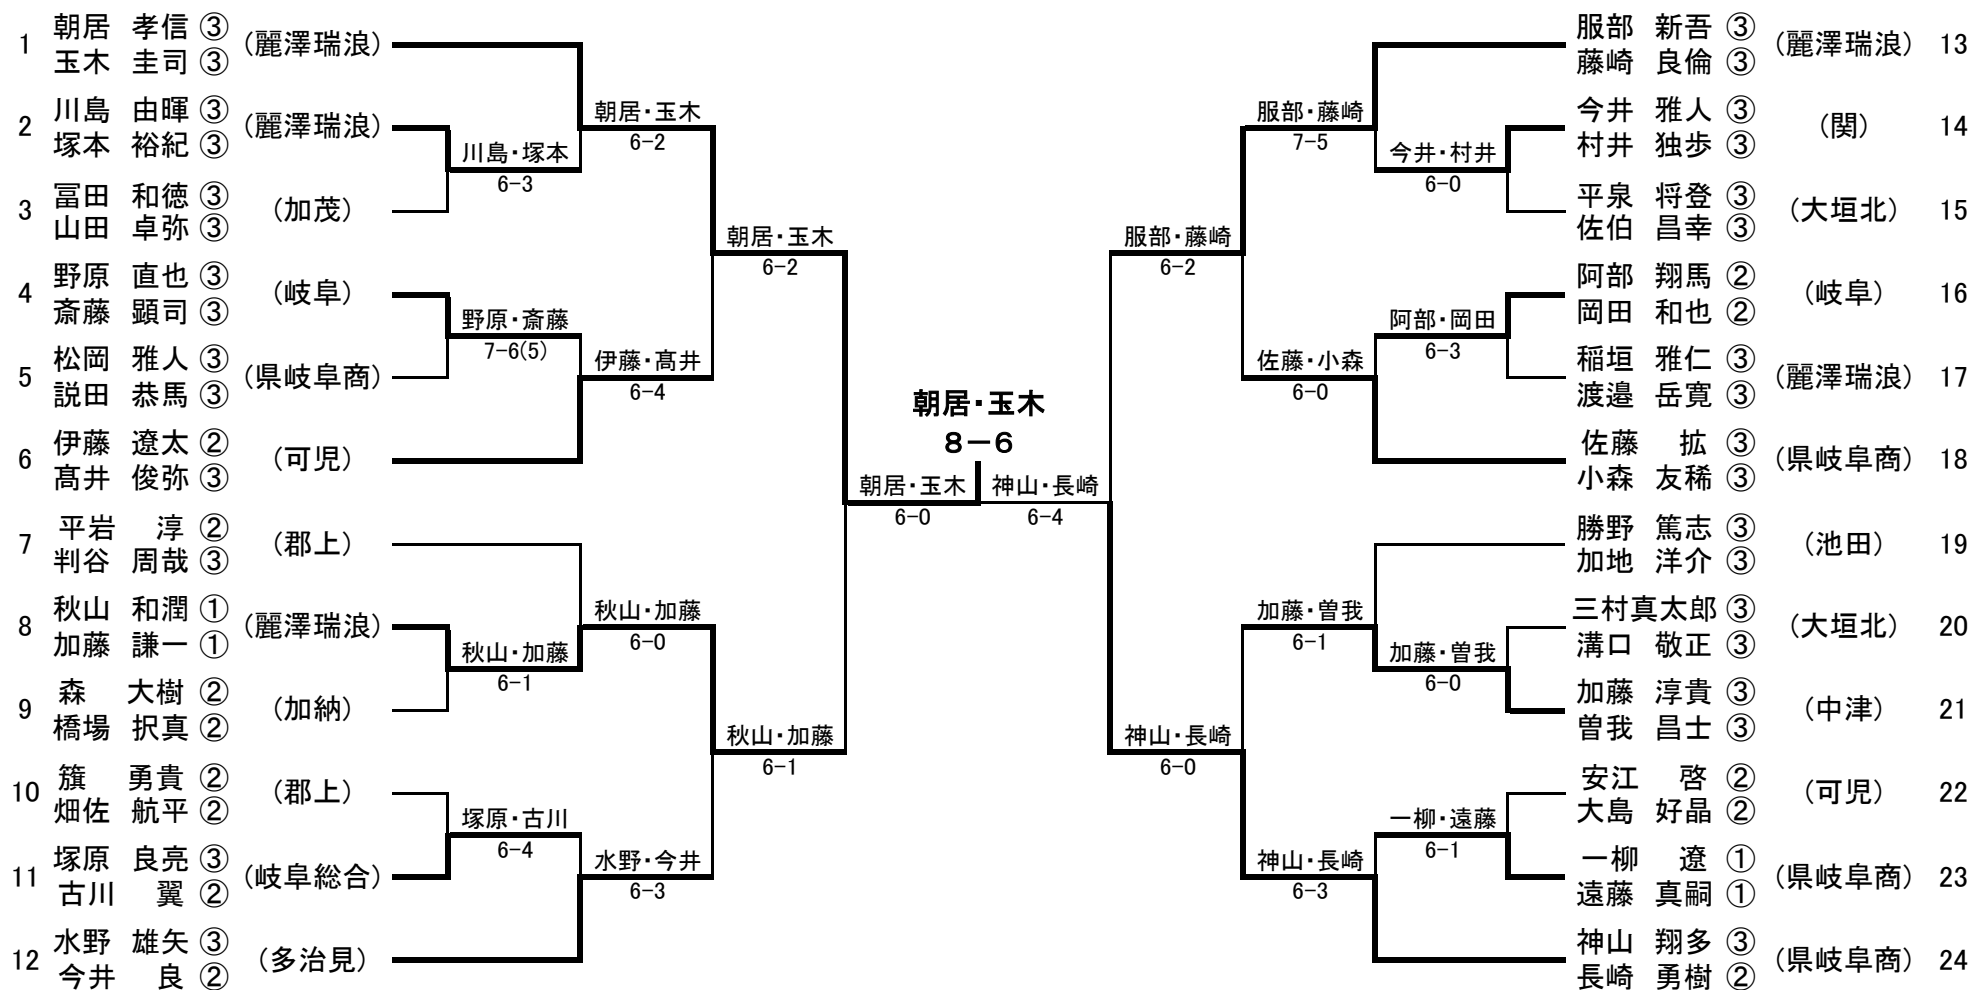 1 朝居 孝信 ③ (麗澤瑞浪)
玉木 圭司 ③
2 川島 由暉 ③ (麗澤瑞浪)
塚本 裕紀 ③
3 冨田 和徳 ③ (加茂)
山田 卓弥 ③
4 野原 直也 ③ (岐阜)
斎藤 顕司 ③
5 松岡 雅人 ③ (県岐阜商)
説田 恭馬 ③
6 伊藤 遼太 ② (可児)
髙井 俊弥 ③
7 平岩 淳 ② (郡上)
判谷 周哉 ③
8 秋山 和潤 ① (麗澤瑞浪)
加藤 謙一 ①
9 森 大樹 ② (加納)
橋場 択真 ②
10 籏 勇貴 ② (郡上)
畑佐 航平 ②
11 塚原 良亮 ③ (岐阜総合)
古川 翼 ②
12 水野 雄矢 ③ (多治見)
今井 良 ②
川島・塚本
6-3
野原・斎藤
7-6(5)
秋山・加藤
6-1
塚原・古川
6-4
朝居・玉木
6-2
伊藤・髙井
6-4
秋山・加藤
6-0
水野・今井
6-3
朝居・玉木
6-2
秋山・加藤
6-1
朝居・玉木
6-0
朝居・玉木
8-6
神山・長崎
6-4
服部・藤崎
6-2
神山・長崎
6-0
服部・藤崎
7-5
佐藤・小森
6-0
加藤・曽我
6-1
神山・長崎
6-3
今井・村井
6-0
阿部・岡田
6-3
加藤・曽我
6-0
一柳・遠藤
6-1
服部 新吾 ③ (麗澤瑞浪) 13
藤崎 良倫 ③
今井 雅人 ③ (関) 14
村井 独歩 ③
平泉 将登 ③ (大垣北) 15
佐伯 昌幸 ③
阿部 翔馬 ② (岐阜) 16
岡田 和也 ②
稲垣 雅仁 ③ (麗澤瑞浪) 17
渡邉 岳寛 ③
佐藤 拡 ③ (県岐阜商) 18
小森 友稀 ③
勝野 篤志 ③ (池田) 19
加地 洋介 ③
三村真太郎 ③ (大垣北) 20
溝口 敬正 ③
加藤 淳貴 ③ (中津) 21
曽我 昌士 ③
安江 啓 ② (可児) 22
大島 好晶 ②
一柳 遼 ① (県岐阜商) 23
遠藤 真嗣 ①
神山 翔多 ③ (県岐阜商) 24
長崎 勇樹 ②